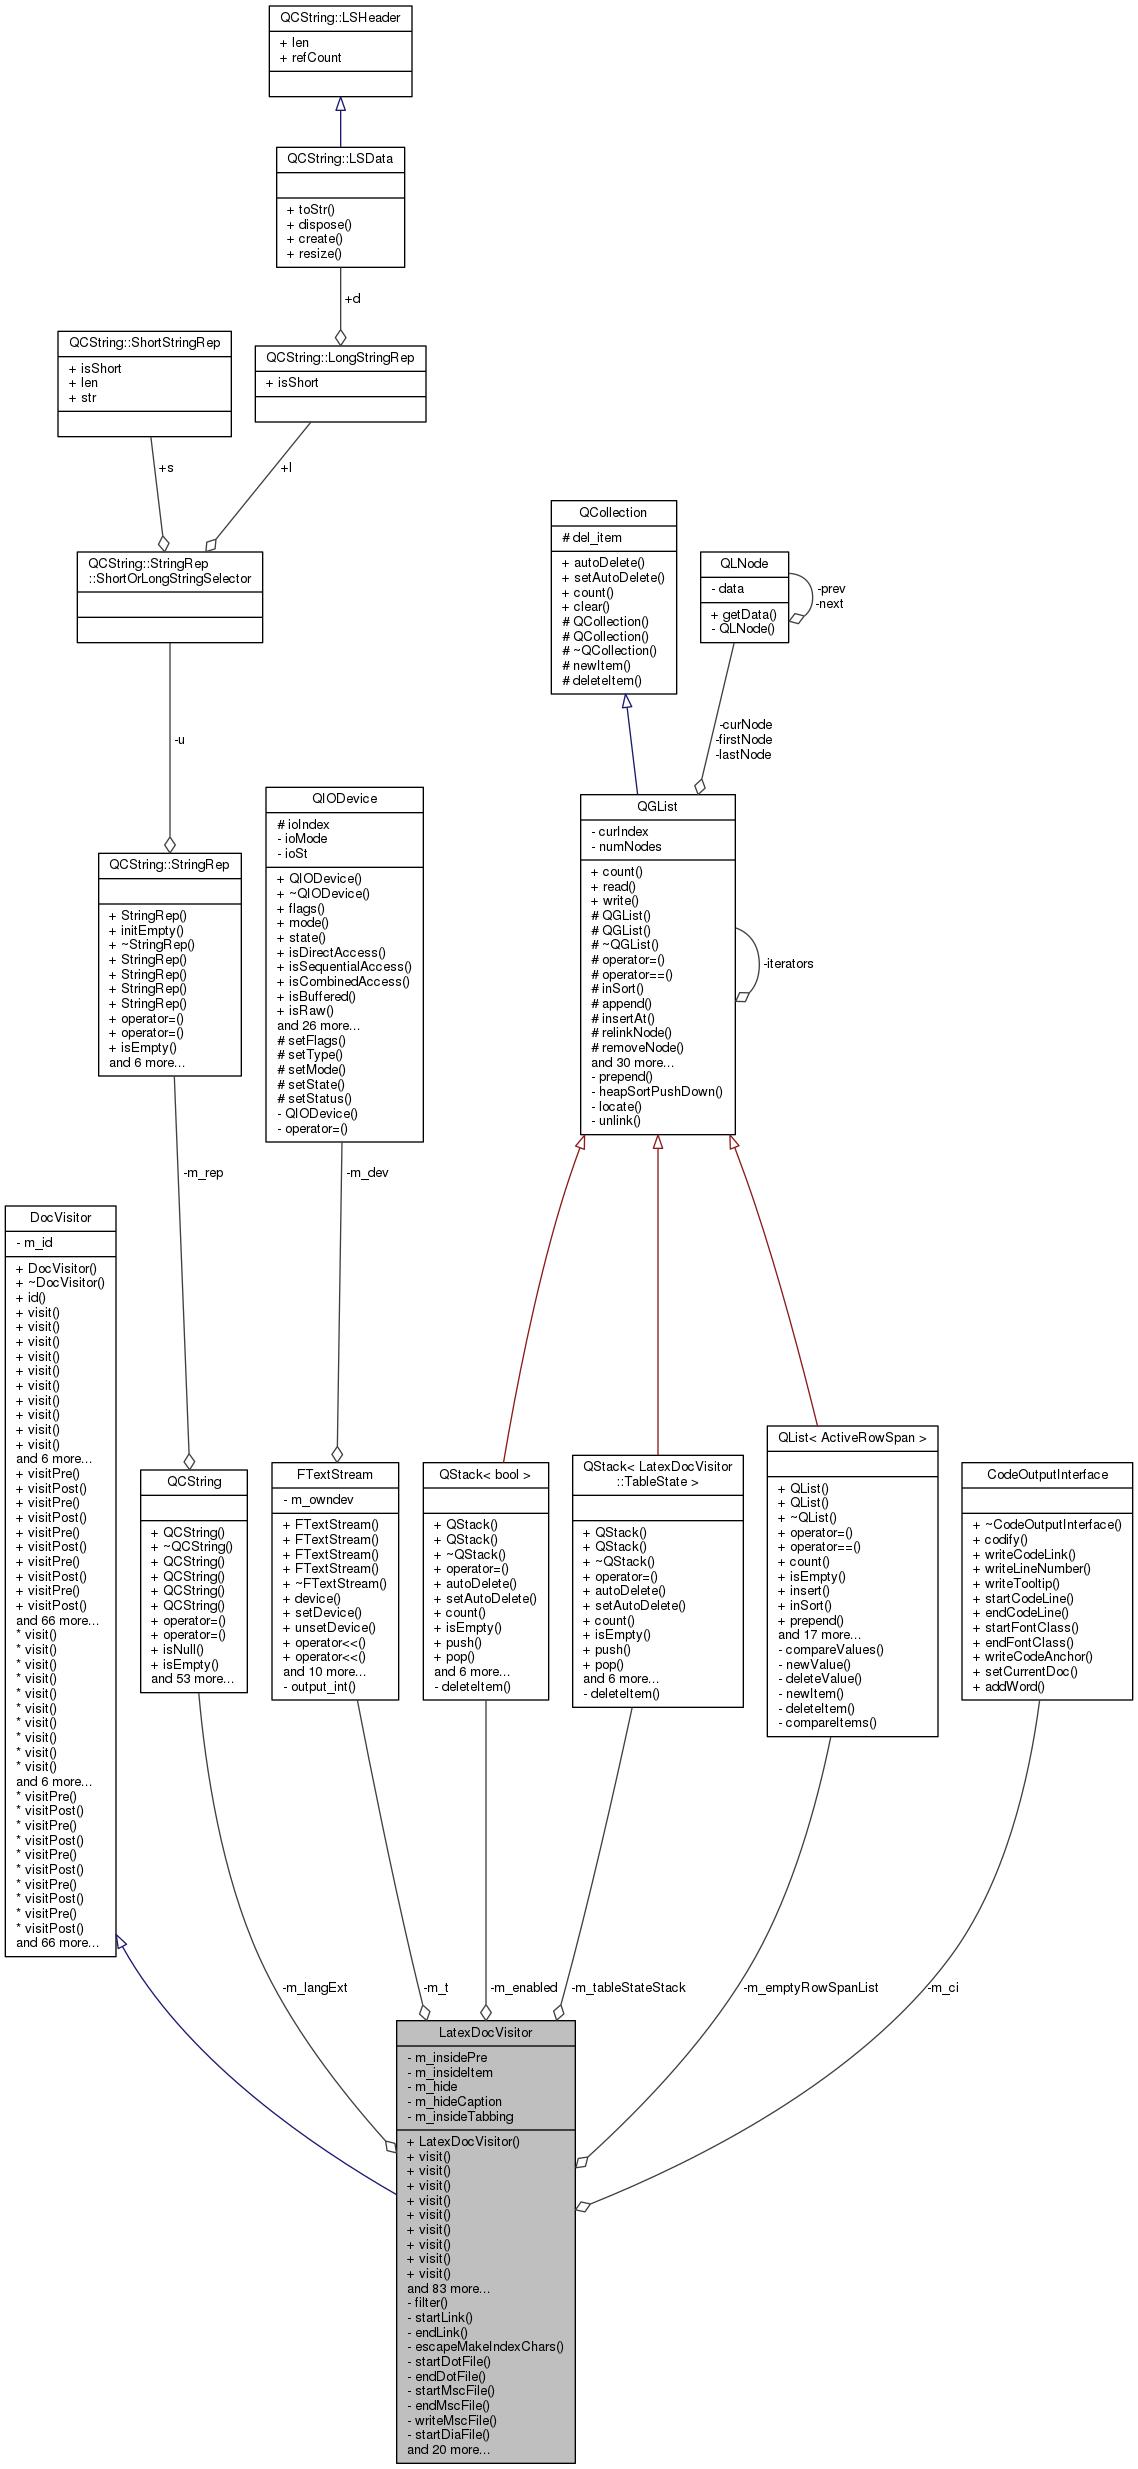 QCString::LSHeader
+ len
+ refCount
QCString::LSData
+ toStr()
+ dispose()
+ create()
+ resize()
+d
QCString::ShortStringRep
+ isShort
+ len
+ str
QCString::LongStringRep
+ isShort
+s
+l
QCString::StringRep
::ShortOrLongStringSelector
QCollection
# del_item
+ autoDelete()
+ setAutoDelete()
+ count()
+ clear()
# QCollection()
# QCollection()
# ~QCollection()
# newItem()
# deleteItem()
QLNode
- data
+ getData()
- QLNode()
-prev
-next
-u
-curNode
-firstNode
-lastNode
QCString::StringRep
+ StringRep()
+ initEmpty()
+ ~StringRep()
+ StringRep()
+ StringRep()
+ StringRep()
+ StringRep()
+ operator=()
+ operator=()
+ isEmpty()
and 6 more...
QIODevice
# ioIndex
- ioMode
- ioSt
+ QIODevice()
+ ~QIODevice()
+ flags()
+ mode()
+ state()
+ isDirectAccess()
+ isSequentialAccess()
+ isCombinedAccess()
+ isBuffered()
+ isRaw()
and 26 more...
# setFlags()
# setType()
# setMode()
# setState()
# setStatus()
- QIODevice()
- operator=()
QGList
- curIndex
- numNodes
+ count()
+ read()
+ write()
# QGList()
# QGList()
# ~QGList()
# operator=()
# operator==()
# inSort()
# append()
# insertAt()
# relinkNode()
# removeNode()
and 30 more...
- prepend()
- heapSortPushDown()
- locate()
- unlink()
-iterators
-m_rep
-m_dev
DocVisitor
- m_id
+ DocVisitor()
+ ~DocVisitor()
+ id()
+ visit()
+ visit()
+ visit()
+ visit()
+ visit()
+ visit()
+ visit()
+ visit()
+ visit()
+ visit()
and 6 more...
+ visitPre()
+ visitPost()
+ visitPre()
+ visitPost()
+ visitPre()
+ visitPost()
+ visitPre()
+ visitPost()
+ visitPre()
+ visitPost()
and 66 more...
* visit()
* visit()
* visit()
* visit()
* visit()
* visit()
* visit()
* visit()
* visit()
* visit()
and 6 more...
* visitPre()
* visitPost()
* visitPre()
* visitPost()
* visitPre()
* visitPost()
* visitPre()
* visitPost()
* visitPre()
* visitPost()
and 66 more...
QCString
+ QCString()
+ ~QCString()
+ QCString()
+ QCString()
+ QCString()
+ QCString()
+ operator=()
+ operator=()
+ isNull()
+ isEmpty()
and 53 more...
FTextStream
- m_owndev
+ FTextStream()
+ FTextStream()
+ FTextStream()
+ FTextStream()
+ ~FTextStream()
+ device()
+ setDevice()
+ unsetDevice()
+ operator<<()
+ operator<<()
and 10 more...
- output_int()
QStack< bool >
+ QStack()
+ QStack()
+ ~QStack()
+ operator=()
+ autoDelete()
+ setAutoDelete()
+ count()
+ isEmpty()
+ push()
+ pop()
and 6 more...
- deleteItem()
QStack< LatexDocVisitor
::TableState >
+ QStack()
+ QStack()
+ ~QStack()
+ operator=()
+ autoDelete()
+ setAutoDelete()
+ count()
+ isEmpty()
+ push()
+ pop()
and 6 more...
- deleteItem()
QList< ActiveRowSpan >
+ QList()
+ QList()
+ ~QList()
+ operator=()
+ operator==()
+ count()
+ isEmpty()
+ insert()
+ inSort()
+ prepend()
and 17 more...
- compareValues()
- newValue()
- deleteValue()
- newItem()
- deleteItem()
- compareItems()
CodeOutputInterface
+ ~CodeOutputInterface()
+ codify()
+ writeCodeLink()
+ writeLineNumber()
+ writeTooltip()
+ startCodeLine()
+ endCodeLine()
+ startFontClass()
+ endFontClass()
+ writeCodeAnchor()
+ setCurrentDoc()
+ addWord()
-m_langExt
-m_t
-m_enabled
-m_tableStateStack
-m_emptyRowSpanList
-m_ci
LatexDocVisitor
- m_insidePre
- m_insideItem
- m_hide
- m_hideCaption
- m_insideTabbing
+ LatexDocVisitor()
+ visit()
+ visit()
+ visit()
+ visit()
+ visit()
+ visit()
+ visit()
+ visit()
+ visit()
and 83 more...
- filter()
- startLink()
- endLink()
- escapeMakeIndexChars()
- startDotFile()
- endDotFile()
- startMscFile()
- endMscFile()
- writeMscFile()
- startDiaFile()
and 20 more...